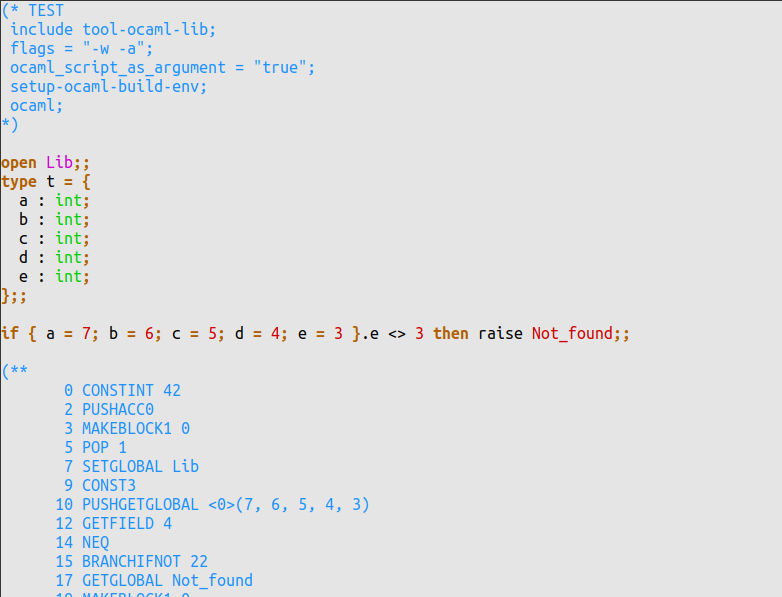 (* TEST
 include tool-ocaml-lib;
 flags = "-w -a";
 ocaml_script_as_argument = "true";
 setup-ocaml-build-env;
 ocaml;
*)

open Lib;;
type t = {
  a : int;
  b : int;
  c : int;
  d : int;
  e : int;
};;

if { a = 7; b = 6; c = 5; d = 4; e = 3 }.e <> 3 then raise Not_found;;

(**
       0 CONSTINT 42
       2 PUSHACC0
       3 MAKEBLOCK1 0
       5 POP 1
       7 SETGLOBAL Lib
       9 CONST3
      10 PUSHGETGLOBAL <0>(7, 6, 5, 4, 3)
      12 GETFIELD 4
      14 NEQ
      15 BRANCHIFNOT 22
      17 GETGLOBAL Not_found
      19 MAKEBLOCK1 0